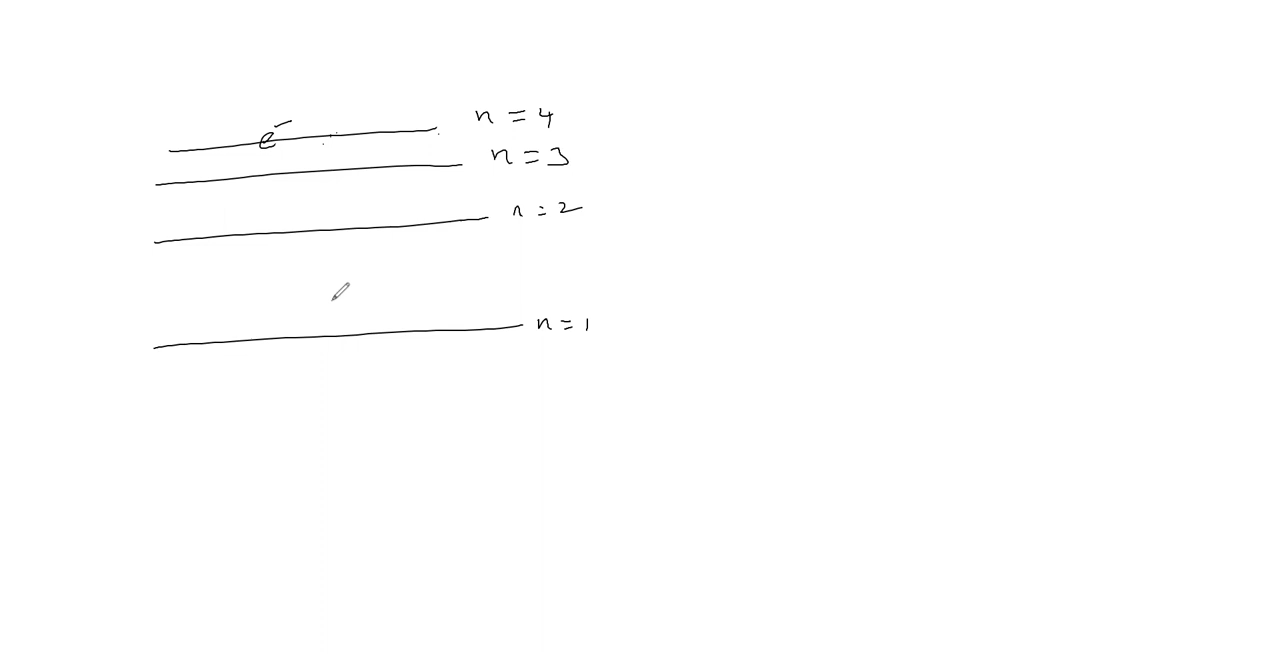 n = 4
e⁻
n = 3
n = 2
n = 1